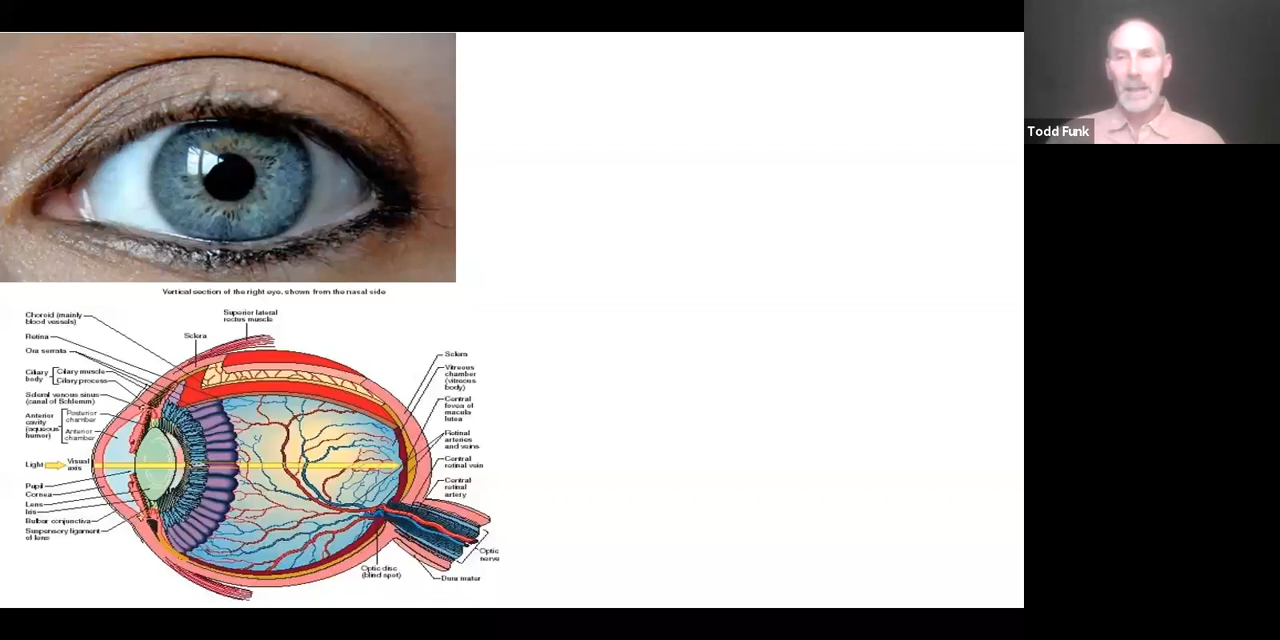 Todd Funk
Vertical section of the right eye, shown from the nasal side
Choroid (mainly
blood vessels)
Retina
Ora serrata
Ciliary
body
Ciliary muscle
Ciliary process
Scleral venous sinus
(canal of Schlemm)
Anterior
cavity
(aqueous
humor)
Posterior
chamber
Anterior
chamber
Light
Visual
axis
Pupil
Cornea
Lens
Iris
Bulbar conjunctiva
Suspensory ligament
of lens
Superior lateral
rectus muscle
Sclera
Sclera
Vitreous
chamber
(vitreous
body)
Central
fovea of
macula
lutea
Retinal
arteries
and veins
Central
retinal vein
Central
retinal
artery
Optic
nerve
Dura mater
Optic disc
(blind spot)